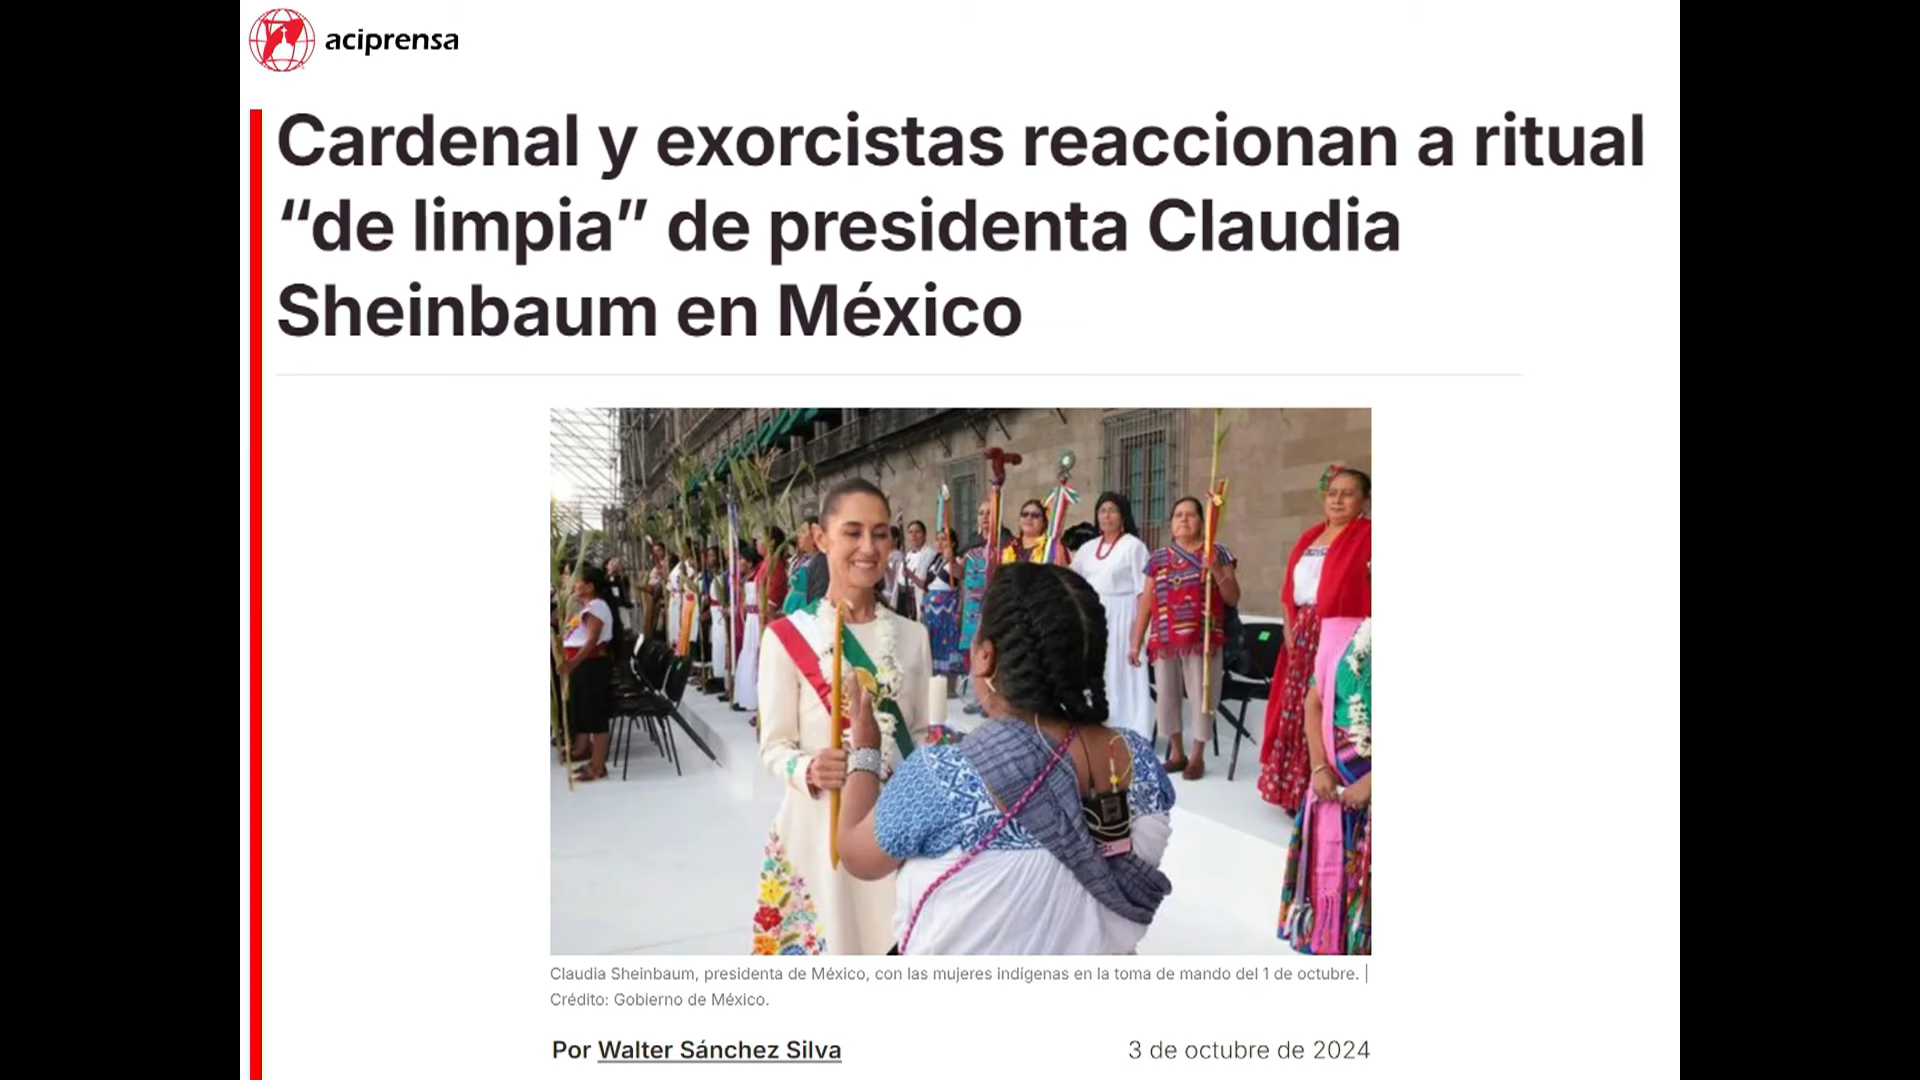 aciprensa
Cardenal y exorcistas reaccionan a ritual
“de limpia” de presidenta Claudia
Sheinbaum en México
Claudia Sheinbaum, presidenta de México, con las mujeres indígenas en la toma de mando del 1 de octubre. |
Crédito: Gobierno de México.
Por Walter Sánchez Silva
3 de octubre de 2024